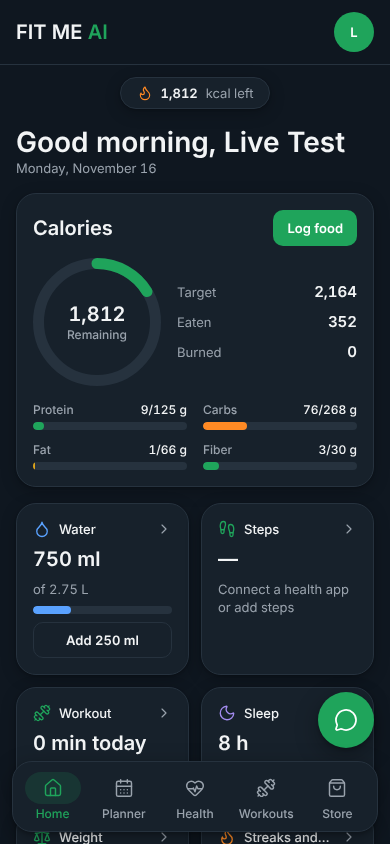 FIT ME AI
L
1,812 kcal left
Good morning, Live Test
Monday, November 16
Calories
Log food
1,812
Remaining
Target 2,164
Eaten 352
Burned 0
Protein 9/125 g
Carbs 76/268 g
Fat 1/66 g
Fiber 3/30 g
Water
750 ml
of 2.75 L
Add 250 ml
Steps
—
Connect a health app
or add steps
Workout
0 min today
Sleep
8 h
Home
Planner
Health
Workouts
Store
Weight
Streaks and...